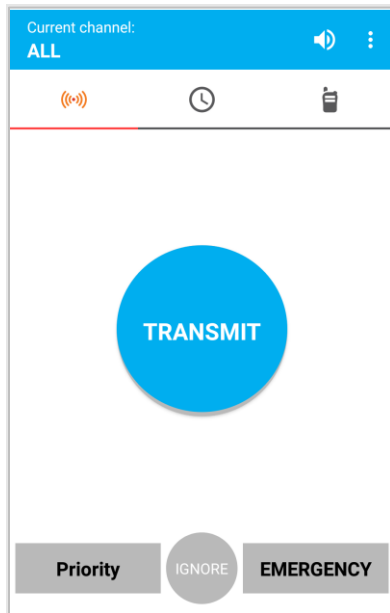 Current channel:
ALL
TRANSMIT
Priority
IGNORE
EMERGENCY